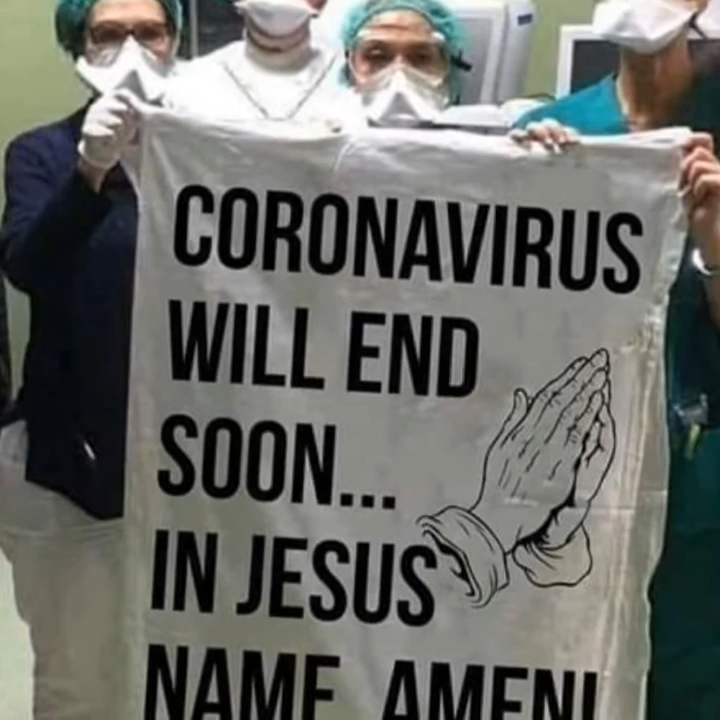 CORONAVIRUS
WILL END
SOON...
IN JESUS
NAME, AMEN!